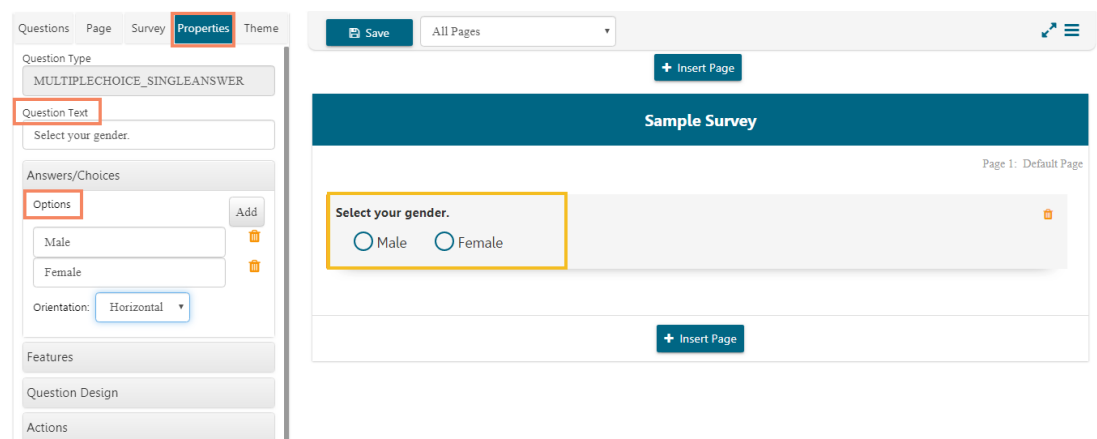 Questions Page Survey Properties Theme
Question Type
MULTIPLECHOICE_SINGLEANSWER
Question Text
Select your gender.
Answers/Choices
Options
Add
Male
Female
Orientation: Horizontal
Features
Question Design
Actions
Save All Pages
Insert Page
Sample Survey
Page 1: Default Page
Select your gender.
Male Female
Insert Page